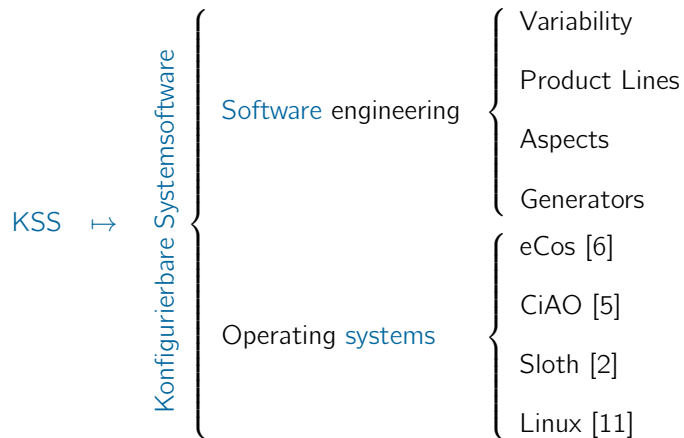 KSS ↦
Konfigurierbare Systemsoftware
Software engineering
Variability
Product Lines
Aspects
Generators
Operating systems
eCos [6]
CiAO [5]
Sloth [2]
Linux [11]